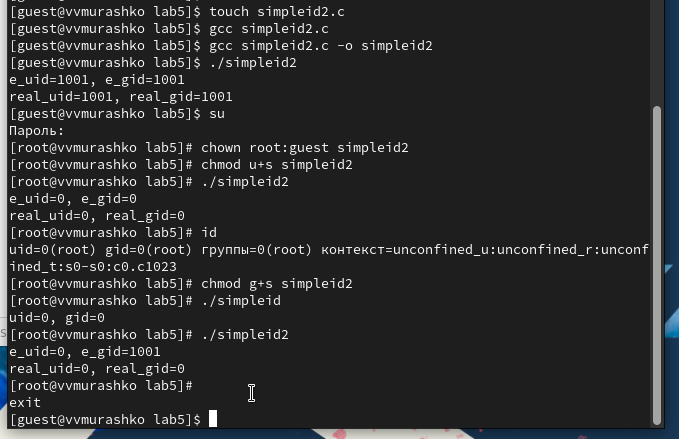 [guest@vvmurashko lab5]$ touch simpleid2.c
[guest@vvmurashko lab5]$ gcc simpleid2.c
[guest@vvmurashko lab5]$ gcc simpleid2.c -o simpleid2
[guest@vvmurashko lab5]$ ./simpleid2
e_uid=1001, e_gid=1001
real_uid=1001, real_gid=1001
[guest@vvmurashko lab5]$ su
Пароль:
[root@vvmurashko lab5]# chown root:guest simpleid2
[root@vvmurashko lab5]# chmod u+s simpleid2
[root@vvmurashko lab5]# ./simpleid2
e_uid=0, e_gid=0
real_uid=0, real_gid=0
[root@vvmurashko lab5]# id
uid=0(root) gid=0(root) группы=0(root) контекст=unconfined_u:unconfined_r:unconf
ined_t:s0-s0:c0.c1023
[root@vvmurashko lab5]# chmod g+s simpleid2
[root@vvmurashko lab5]# ./simpleid
uid=0, gid=0
[root@vvmurashko lab5]# ./simpleid2
e_uid=0, e_gid=1001
real_uid=0, real_gid=0
[root@vvmurashko lab5]#
exit
[guest@vvmurashko lab5]$